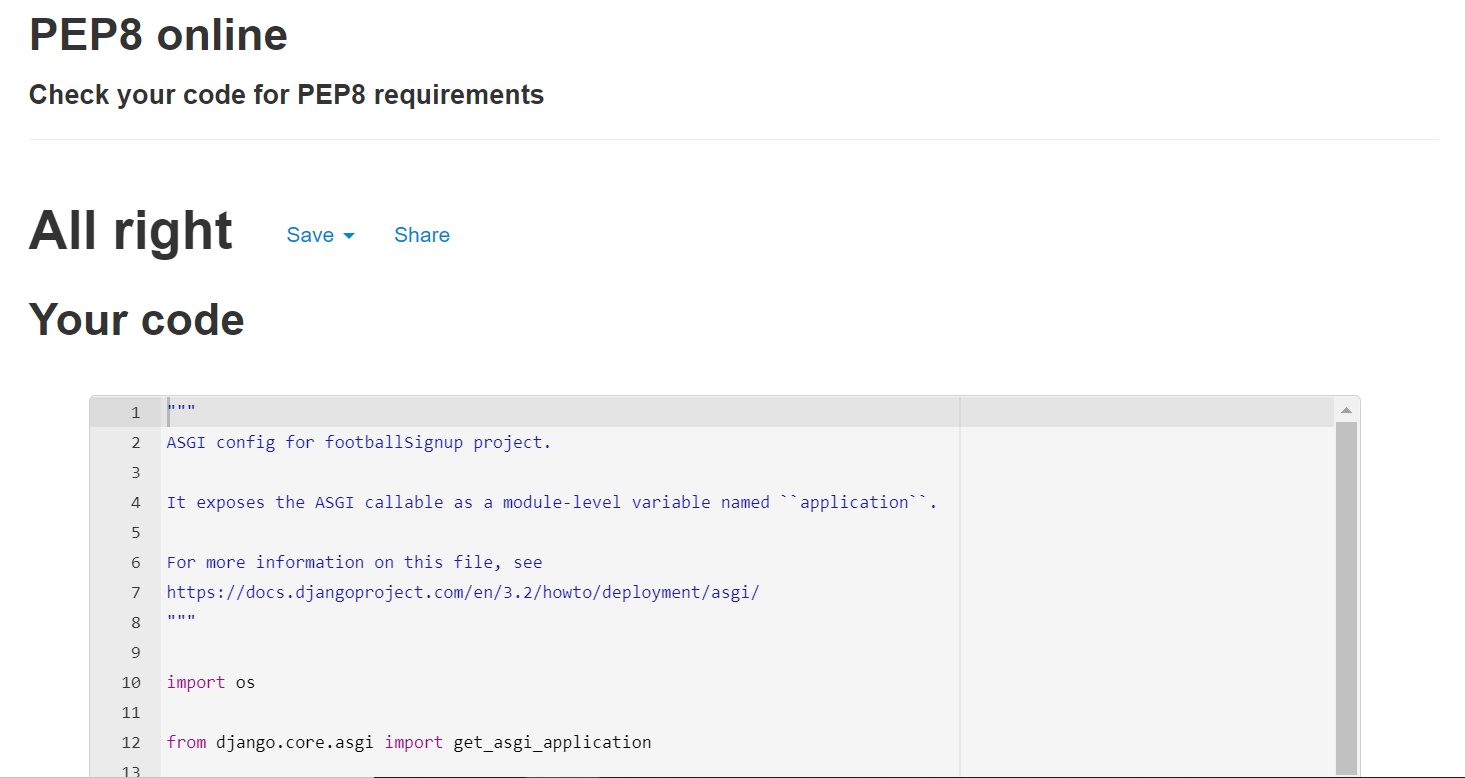 PEP8 online
Check your code for PEP8 requirements
All right Save Share
Your code
1 """
2 ASGI config for footballSignup project.
3
4 It exposes the ASGI callable as a module-level variable named ``application``.
5
6 For more information on this file, see
7 https://docs.djangoproject.com/en/3.2/howto/deployment/asgi/
8 """
9
10 import os
11
12 from django.core.asgi import get_asgi_application
13